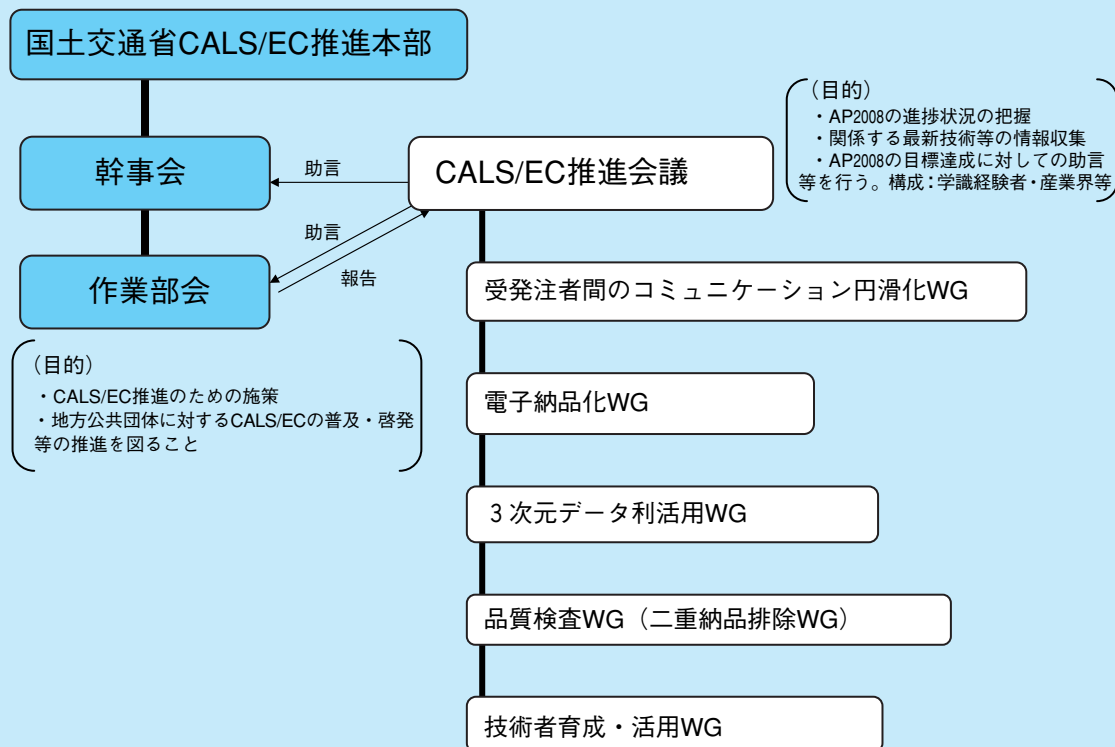 国土交通省CALS/EC推進本部
(目的)
・AP2008の進捗状況の把握
・関係する最新技術等の情報収集
・AP2008の目標達成に対しての助言
等を行う。構成：学識経験者・産業界等
幹事会
助言
CALS/EC推進会議
助言
報告
作業部会
受発注者間のコミュニケーション円滑化WG
(目的)
・CALS/EC推進のための施策
・地方公共団体に対するCALS/ECの普及・啓発
等の推進を図ること
電子納品化WG
３次元データ利活用WG
品質検査WG（二重納品排除WG）
技術者育成・活用WG